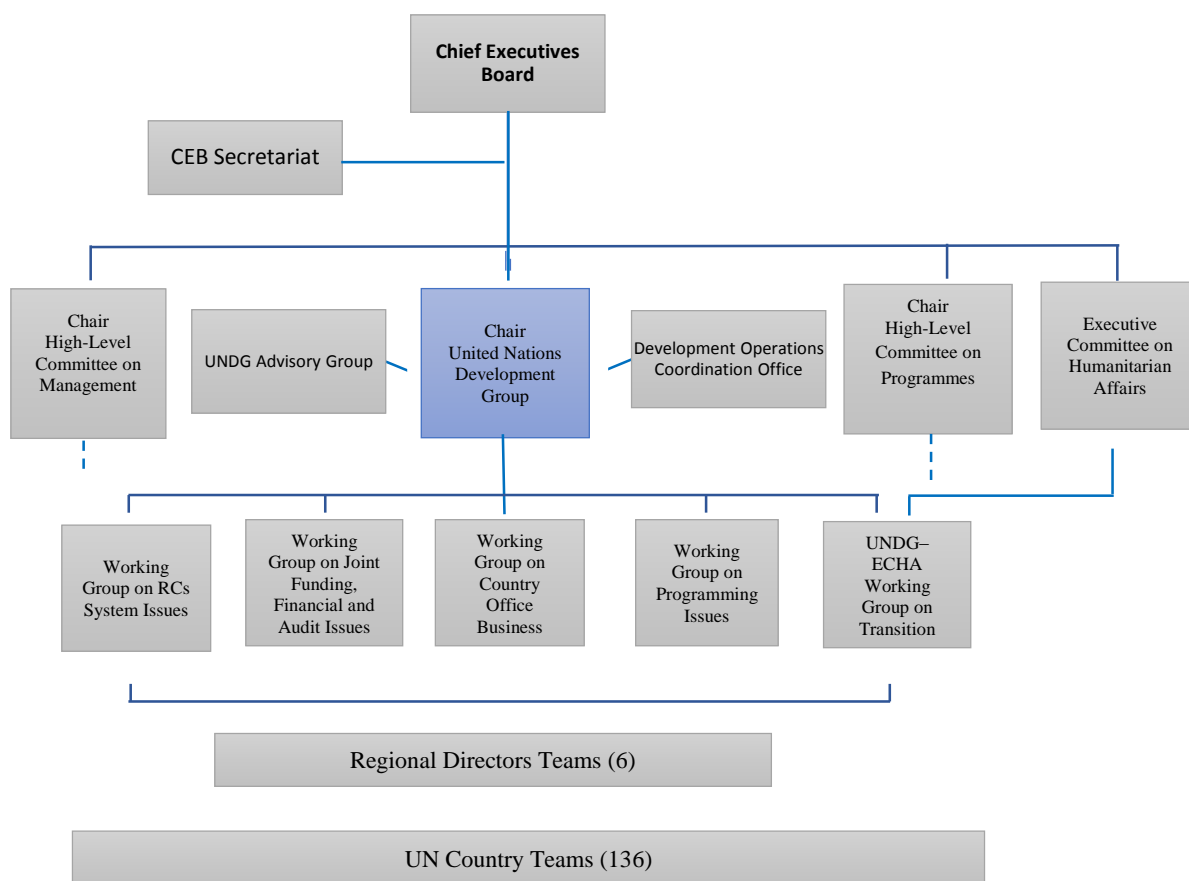 Chief Executives
Board
CEB Secretariat
Chair
High-Level
Committee on
Management
UNDG Advisory Group
Chair
United Nations
Development
Group
Development Operations
Coordination Office
Chair
High-Level
Committee on
Programmes
Executive
Committee on
Humanitarian
Affairs
Working
Group on RCs
System Issues
Working
Group on Joint
Funding,
Financial and
Audit Issues
Working
Group on
Country
Office
Business
Working
Group on
Programming
Issues
UNDG–
ECHA
Working
Group on
Transition
Regional Directors Teams (6)
UN Country Teams (136)